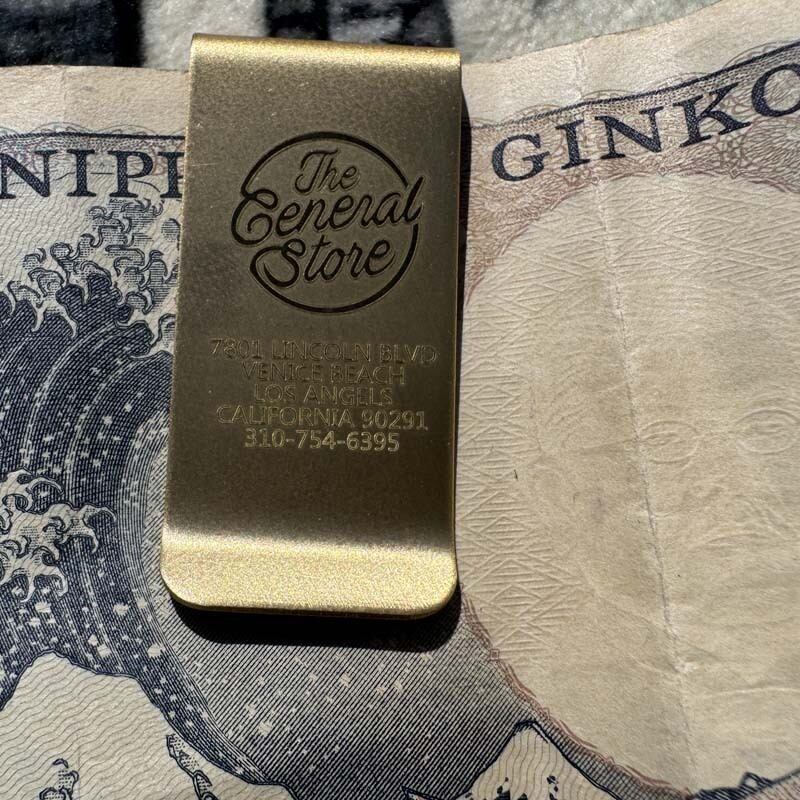 NIPP
GINKO
The
General
Store
7801 LINCOLN BLVD
VENICE BEACH
LOS ANGELS
CALIFORNIA 90291
310-754-6395